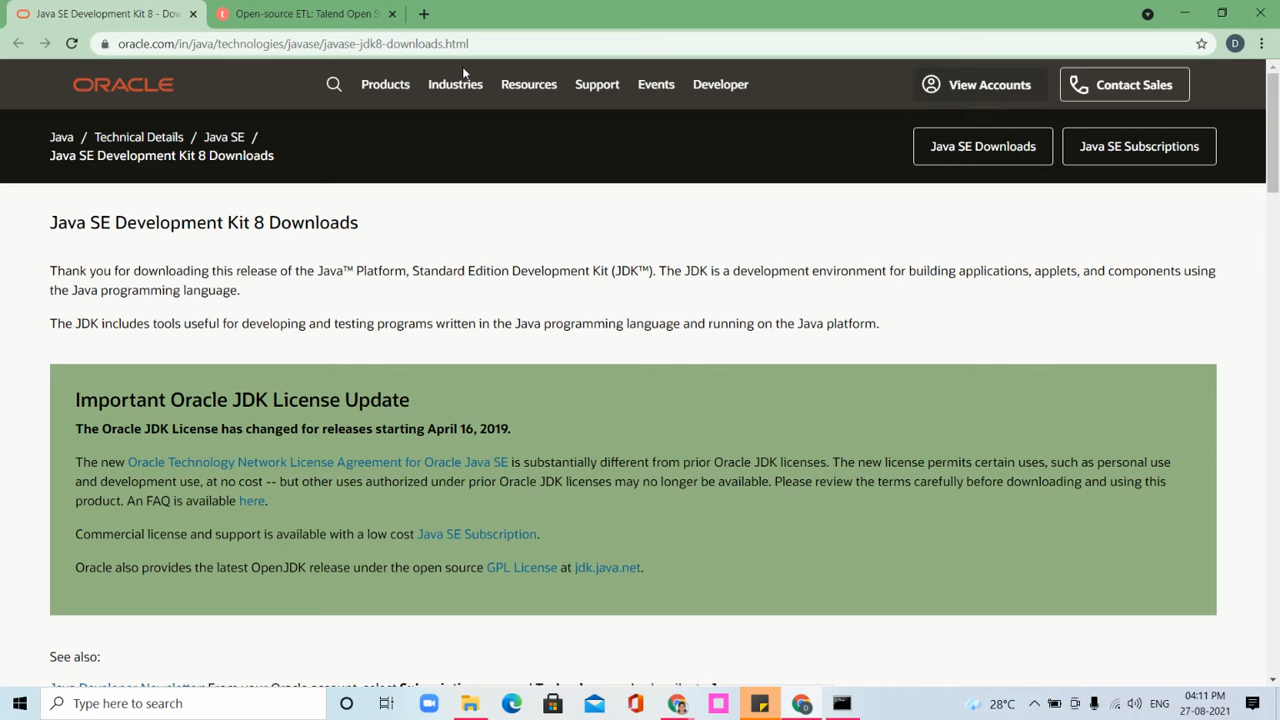 Java SE Development Kit 8 - Dow
Open-source ETL: Talend Open S
oracle.com/in/java/technologies/javase/javase-jdk8-downloads.html
D
ORACLE
Products Industries Resources Support Events Developer
View Accounts
Contact Sales
Java / Technical Details / Java SE /
Java SE Development Kit 8 Downloads
Java SE Downloads
Java SE Subscriptions
Java SE Development Kit 8 Downloads
Thank you for downloading this release of the Java™ Platform, Standard Edition Development Kit (JDK™). The JDK is a development environment for building applications, applets, and components using
the Java programming language.
The JDK includes tools useful for developing and testing programs written in the Java programming language and running on the Java platform.
Important Oracle JDK License Update
The Oracle JDK License has changed for releases starting April 16, 2019.
The new Oracle Technology Network License Agreement for Oracle Java SE is substantially different from prior Oracle JDK licenses. The new license permits certain uses, such as personal use
and development use, at no cost -- but other uses authorized under prior Oracle JDK licenses may no longer be available. Please review the terms carefully before downloading and using this
product. An FAQ is available here.
Commercial license and support is available with a low cost Java SE Subscription.
Oracle also provides the latest OpenJDK release under the open source GPL License at jdk.java.net.
See also:
Type here to search
28°C
ENG
04:11 PM
27-08-2021